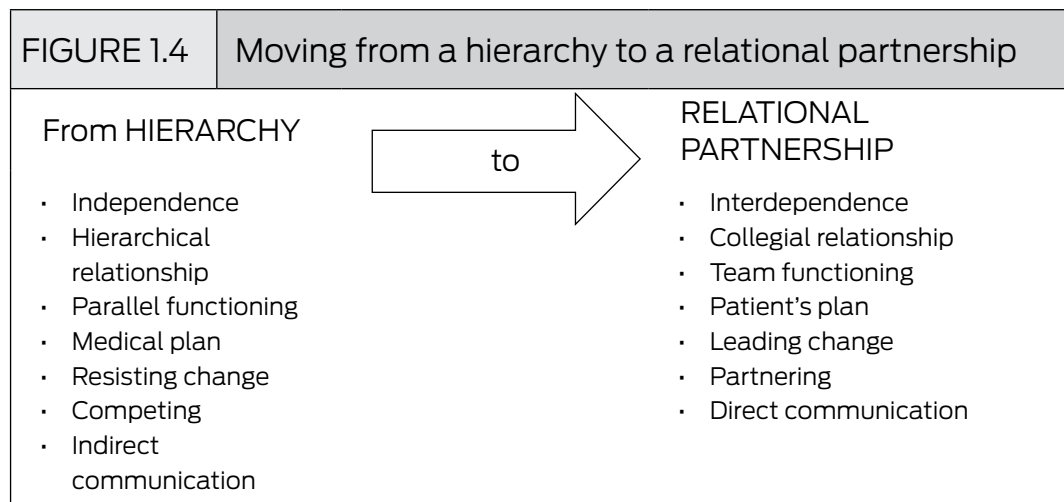 FIGURE 1.4
Moving from a hierarchy to a relational partnership
From HIERARCHY
· Independence
· Hierarchical
relationship
· Parallel functioning
· Medical plan
· Resisting change
· Competing
· Indirect
communication
to
RELATIONAL
PARTNERSHIP
· Interdependence
· Collegial relationship
· Team functioning
· Patient’s plan
· Leading change
· Partnering
· Direct communication